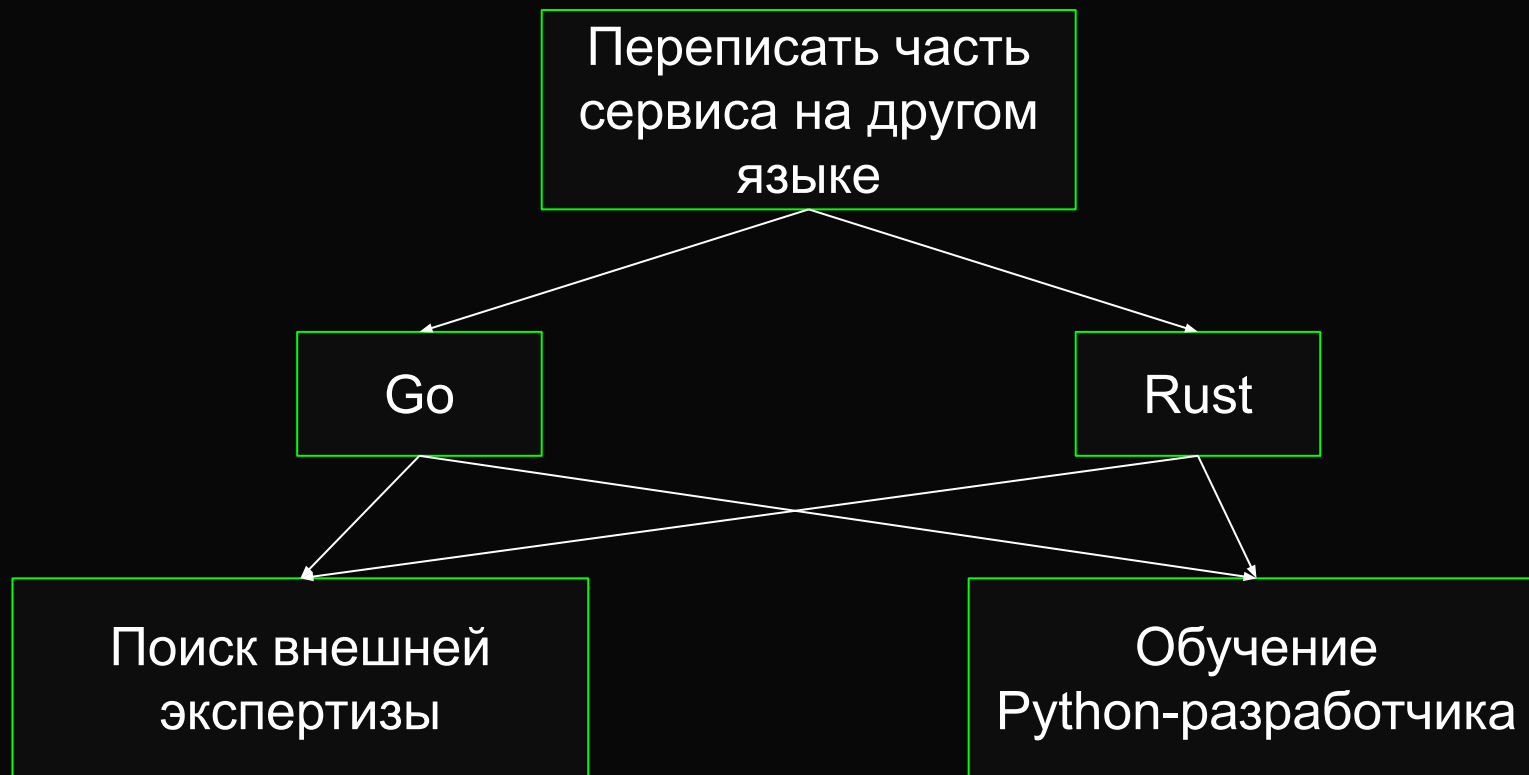 Переписать часть
сервиса на другом
языке
Go
Rust
Поиск внешней
экспертизы
Обучение
Python-разработчика